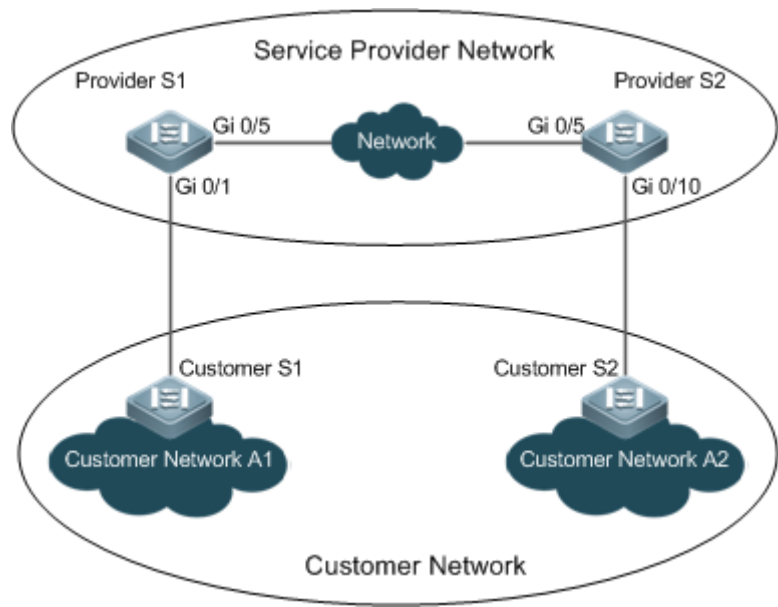 Service Provider Network
Provider S1
Provider S2
Gi 0/5
Network
Gi 0/5
Gi 0/1
Gi 0/10
Customer S1
Customer S2
Customer Network A1
Customer Network A2
Customer Network